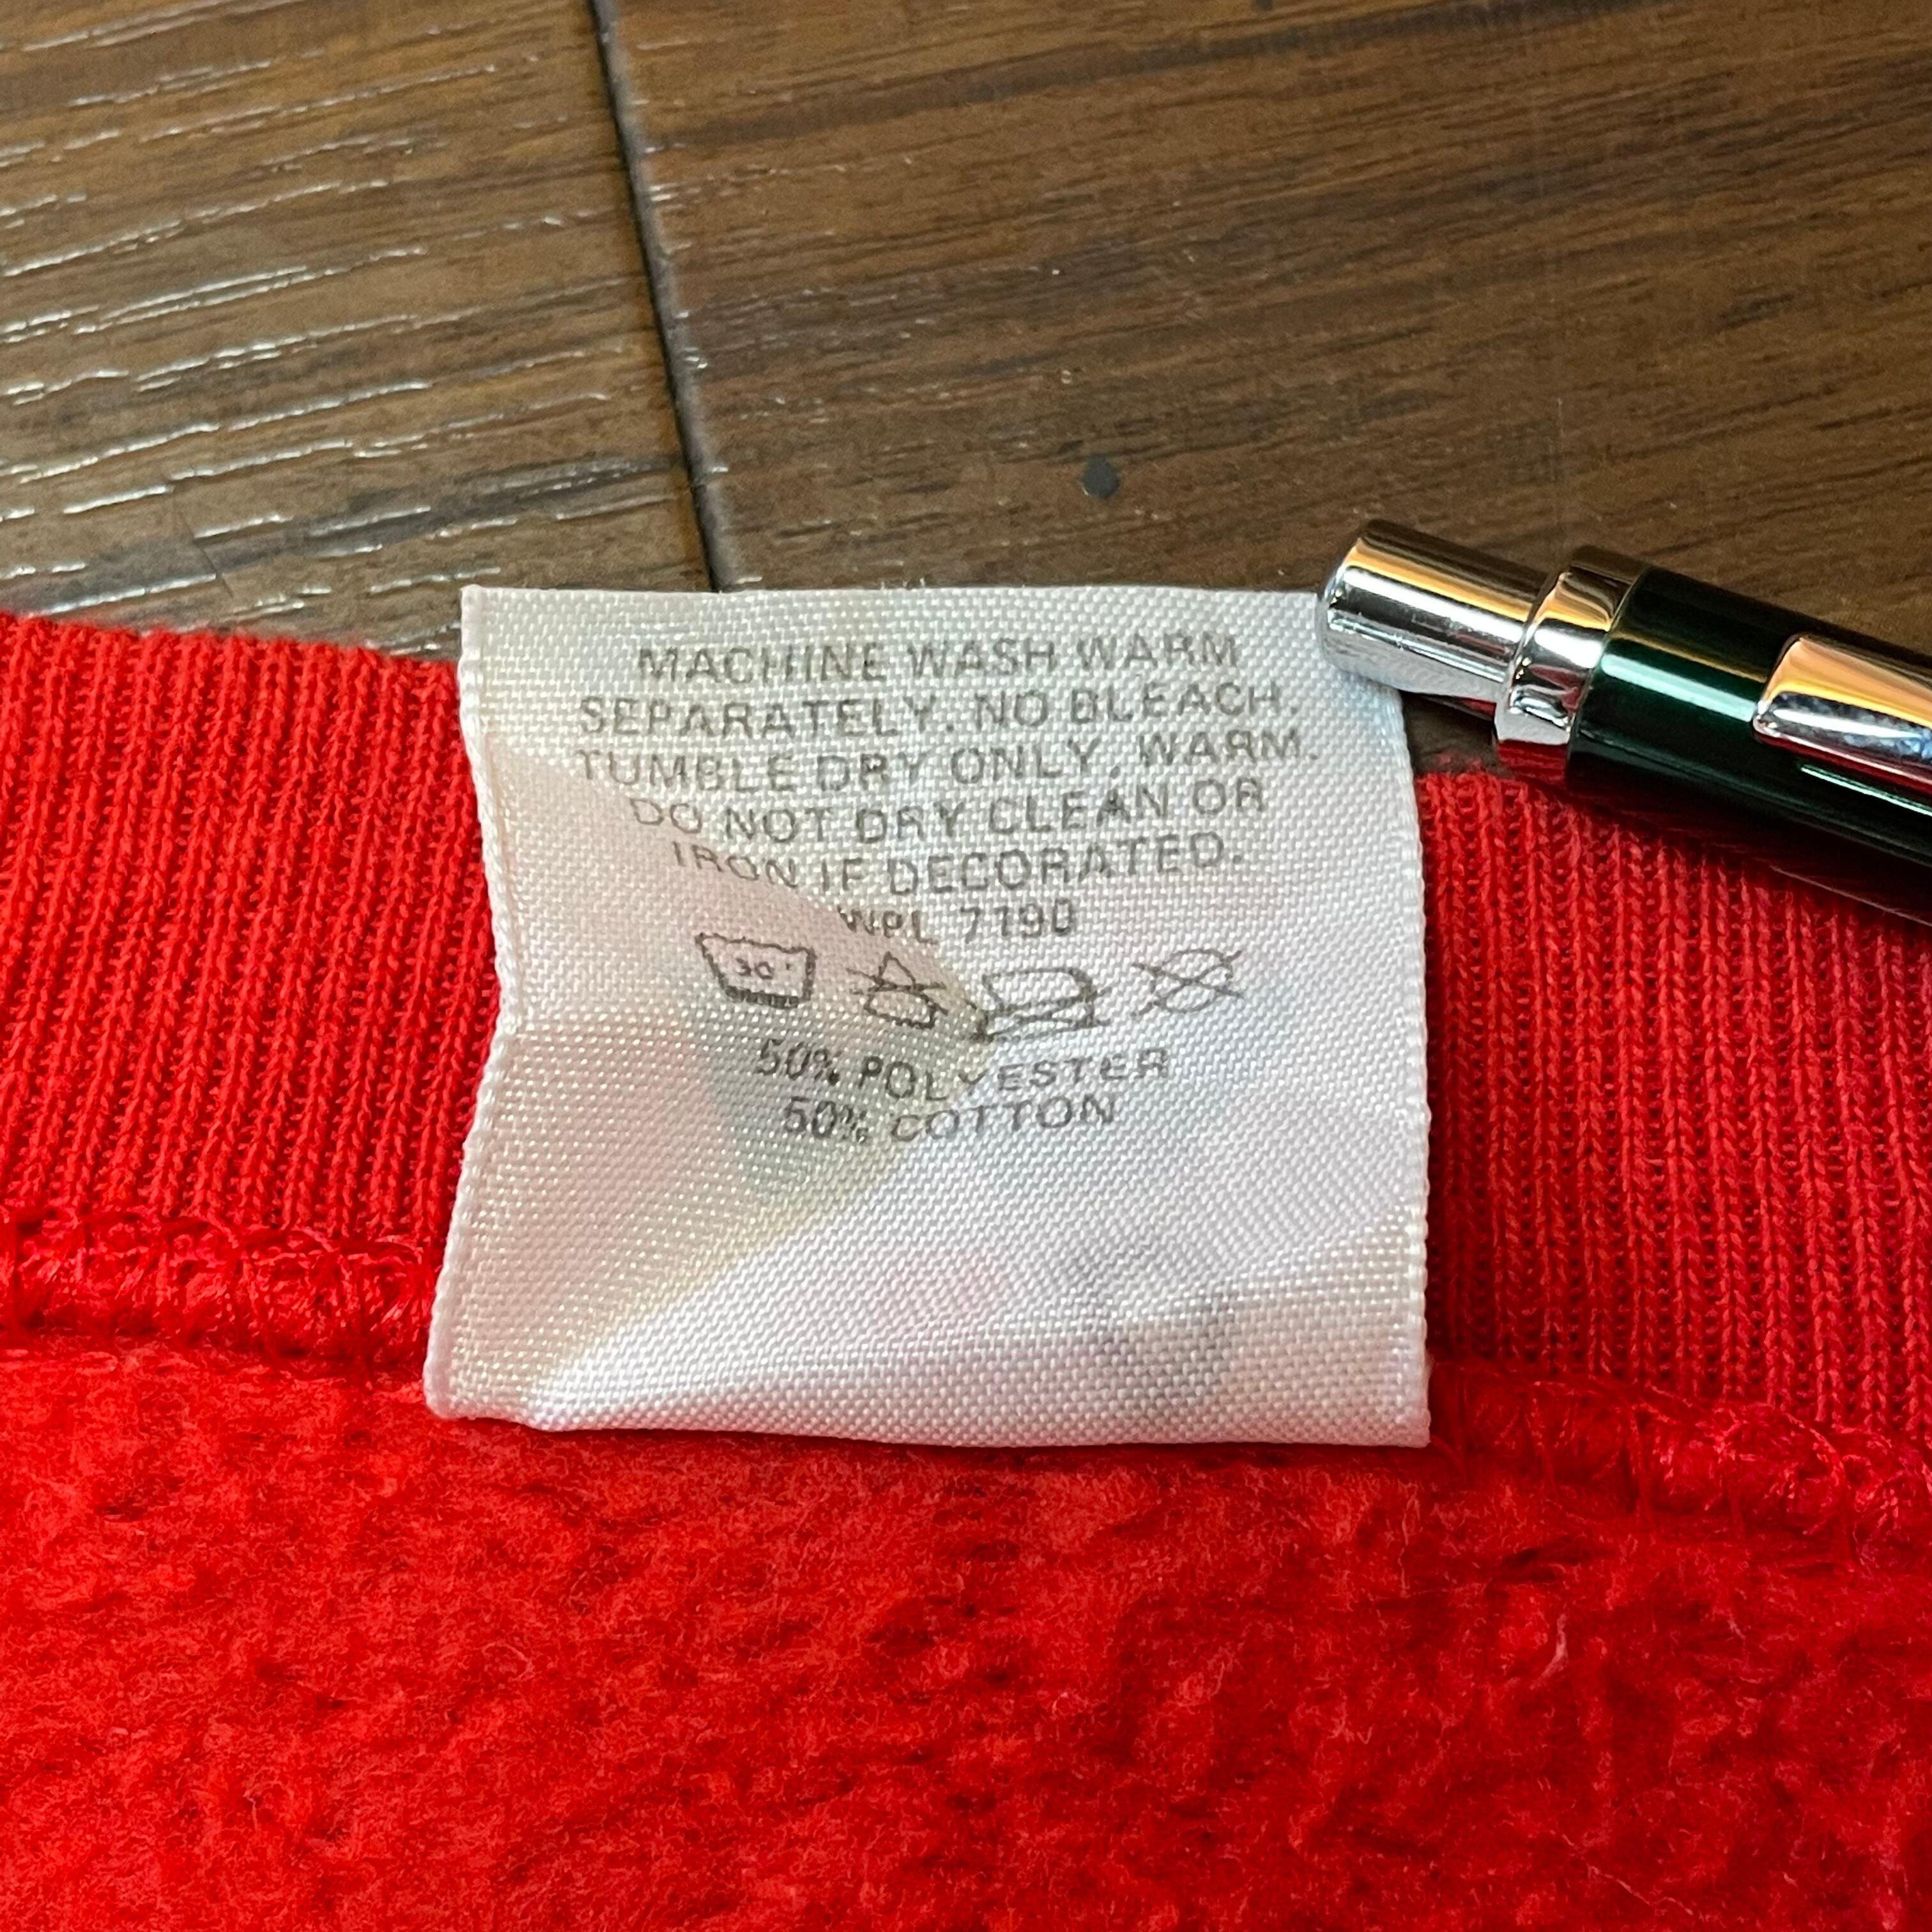 MACHINE WASH WARM
SEPARATELY. NO BLEACH.
TUMBLE DRY ONLY, WARM.
DO NOT DRY CLEAN OR
IRON IF DECORATED.
WPL 7190
30°
50% POLYESTER
50% COTTON